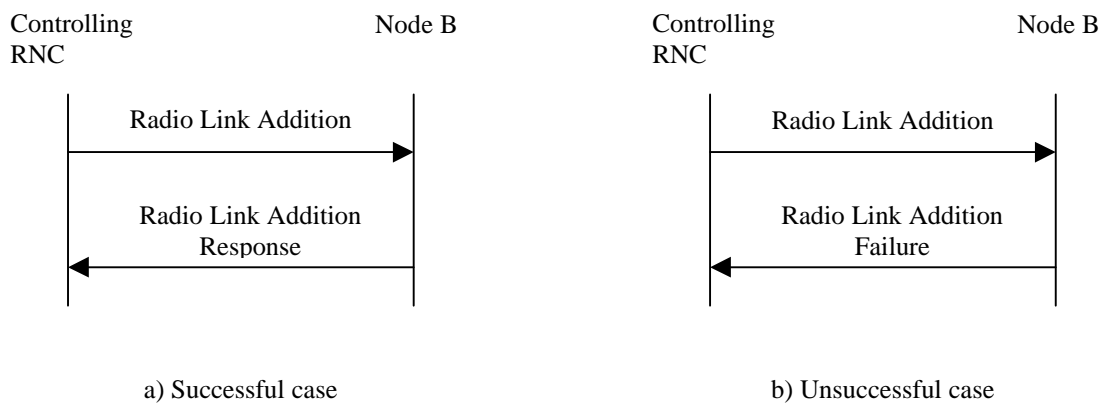 Controlling
RNC
Node B
Radio Link Addition
Radio Link Addition
Response
a) Successful case
Controlling
RNC
Node B
Radio Link Addition
Radio Link Addition
Failure
b) Unsuccessful case